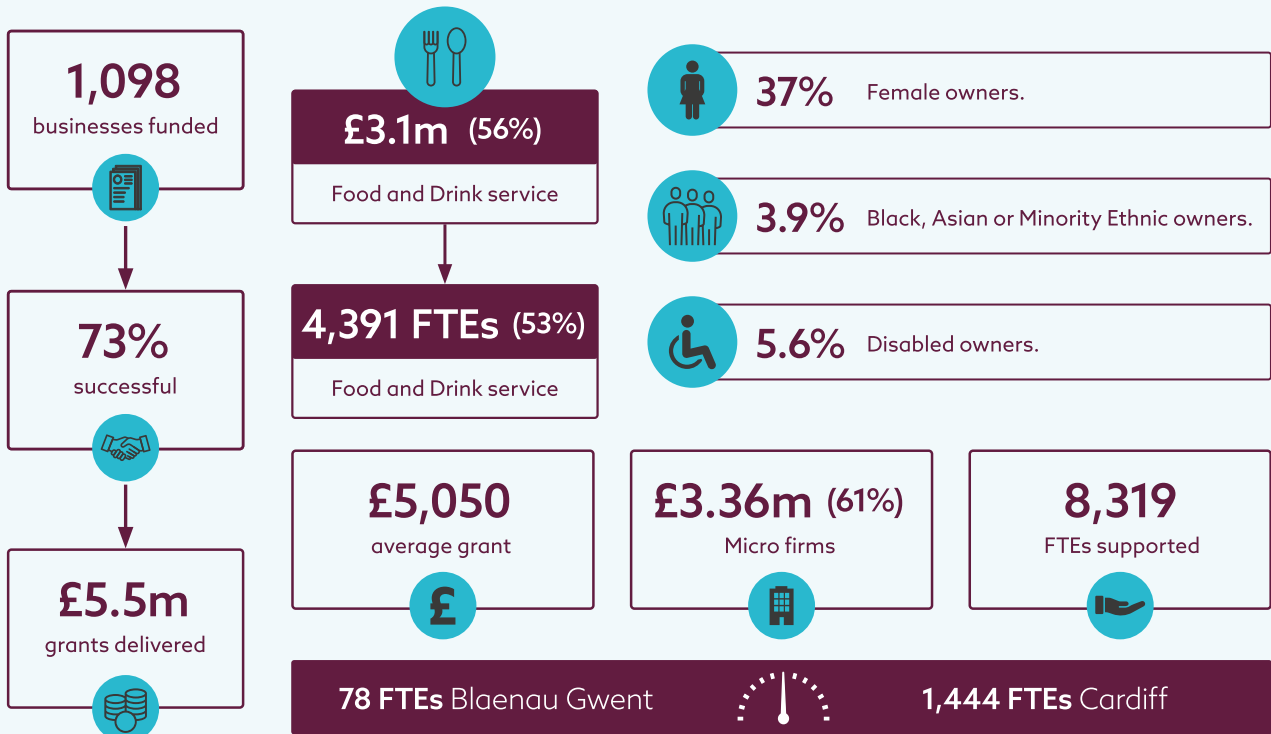 1,098
businesses funded
73%
successful
£5.5m
grants delivered
£3.1m (56%)
Food and Drink service
4,391 FTEs (53%)
Food and Drink service
37% Female owners.
3.9% Black, Asian or Minority Ethnic owners.
5.6% Disabled owners.
£5,050
average grant
£
£3.36m (61%)
Micro firms
8,319
FTEs supported
78 FTEs Blaenau Gwent
1,444 FTEs Cardiff